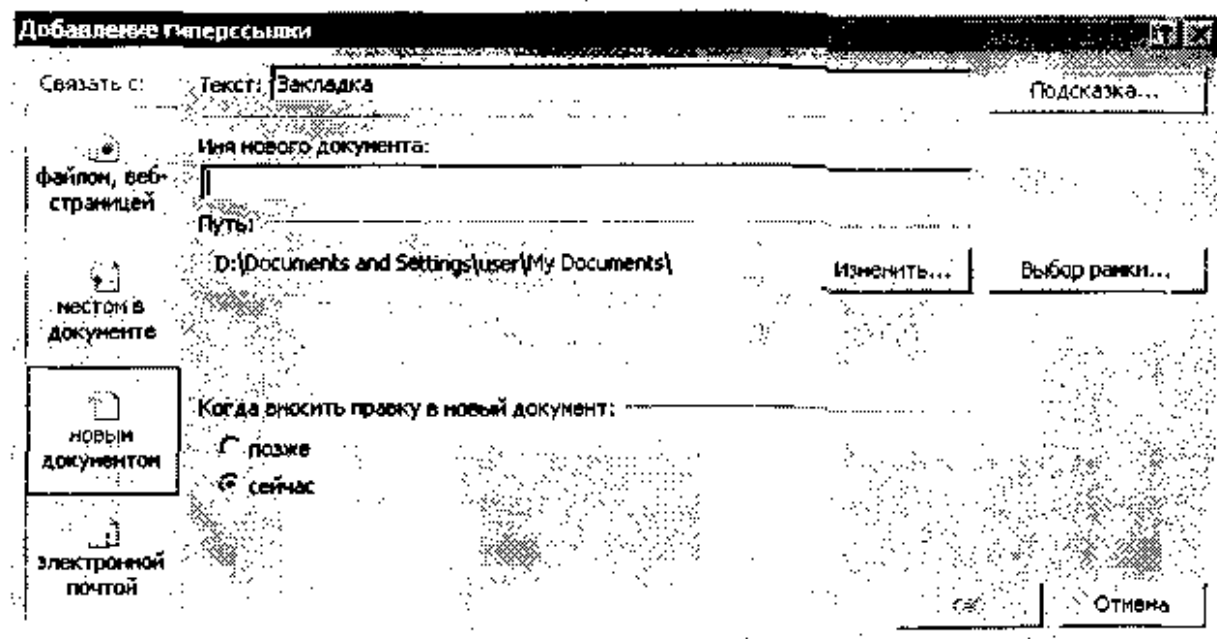 Добавление гиперссылки
Связать с:
Текст: Закладка
Подсказка...
Имя нового документа:
файлом, веб-
страницей
Путь:
D:\Documents and Settings\user\My Documents\
Изменить...
Выбор рамки...
местом в
документе
Когда вносить правку в новый документ:
новым
документом
позже
сейчас
электронной
почтой
Отмена